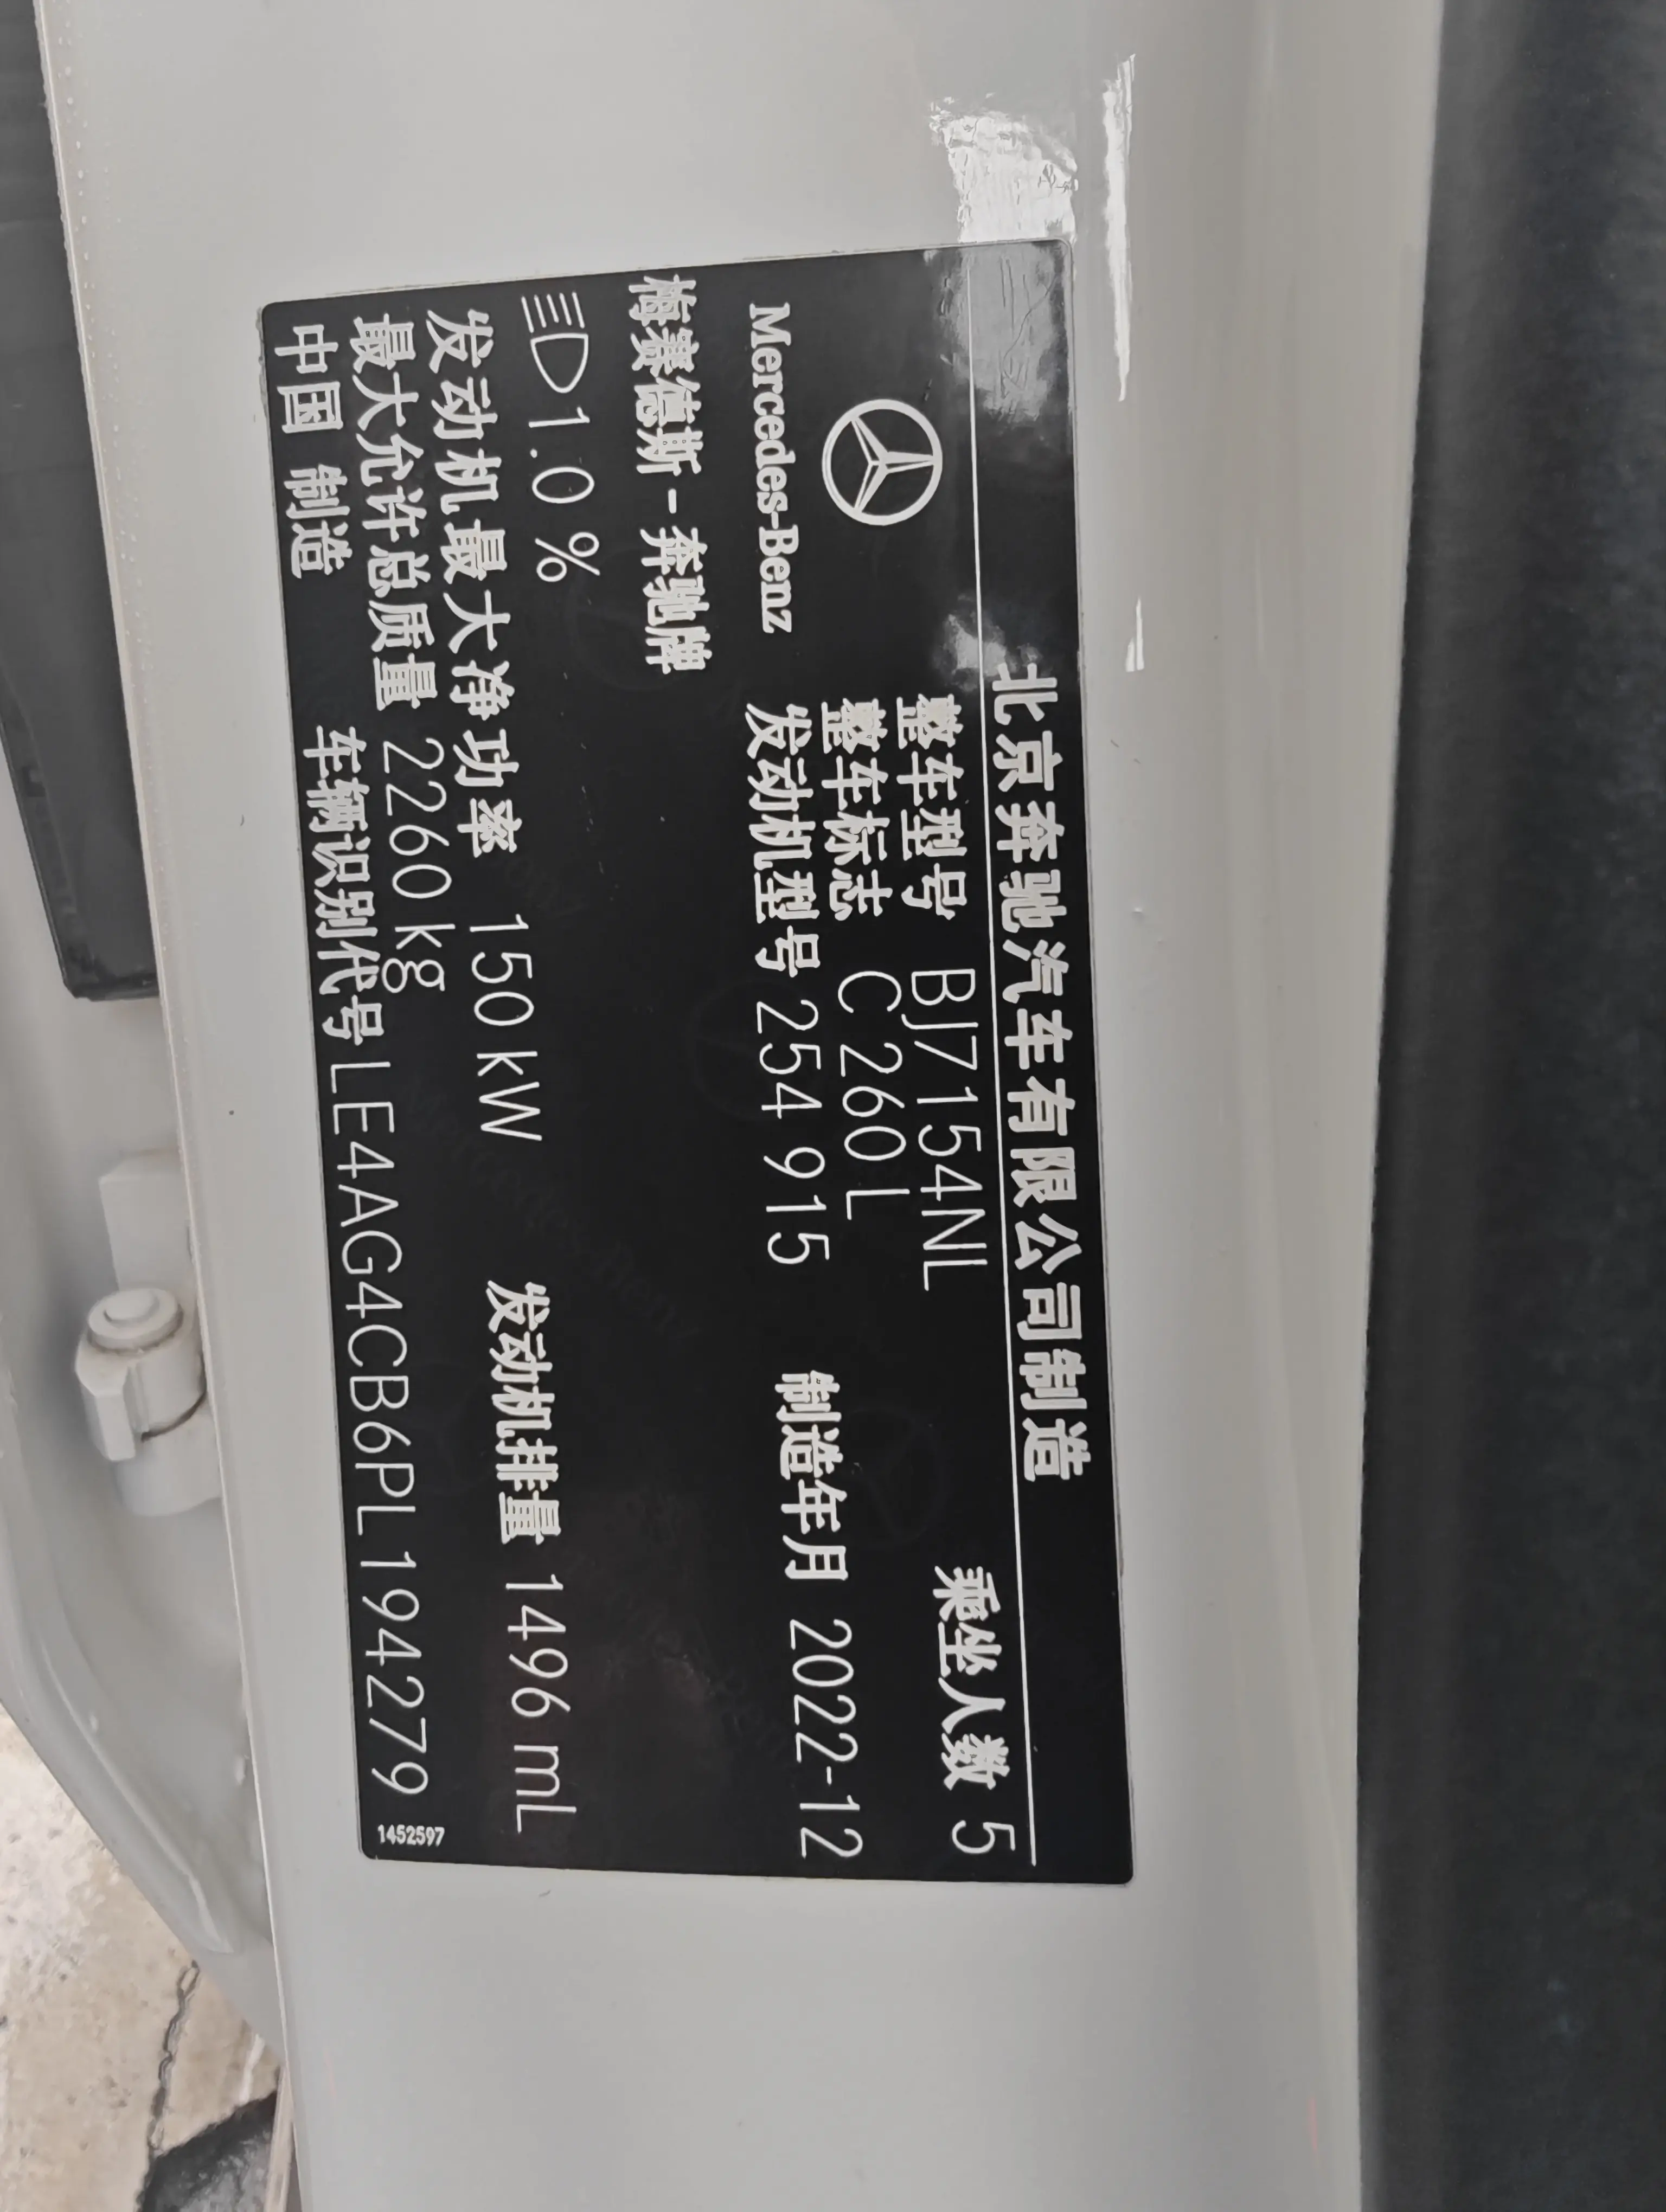 北京奔驰汽车有限公司制造
Mercedes-Benz
整车型号 BJ7154NL 乘坐人数 5
整车标志 C 260 L
发动机型号 254 915 制造年月 2022-12
梅赛德斯-奔驰牌
1.0 %
发动机最大净功率 150 kW 发动机排量 1496 mL
最大允许总质量 2260 kg
中国 制造 车辆识别代号 LE4AG4CB6PL194279 1452597